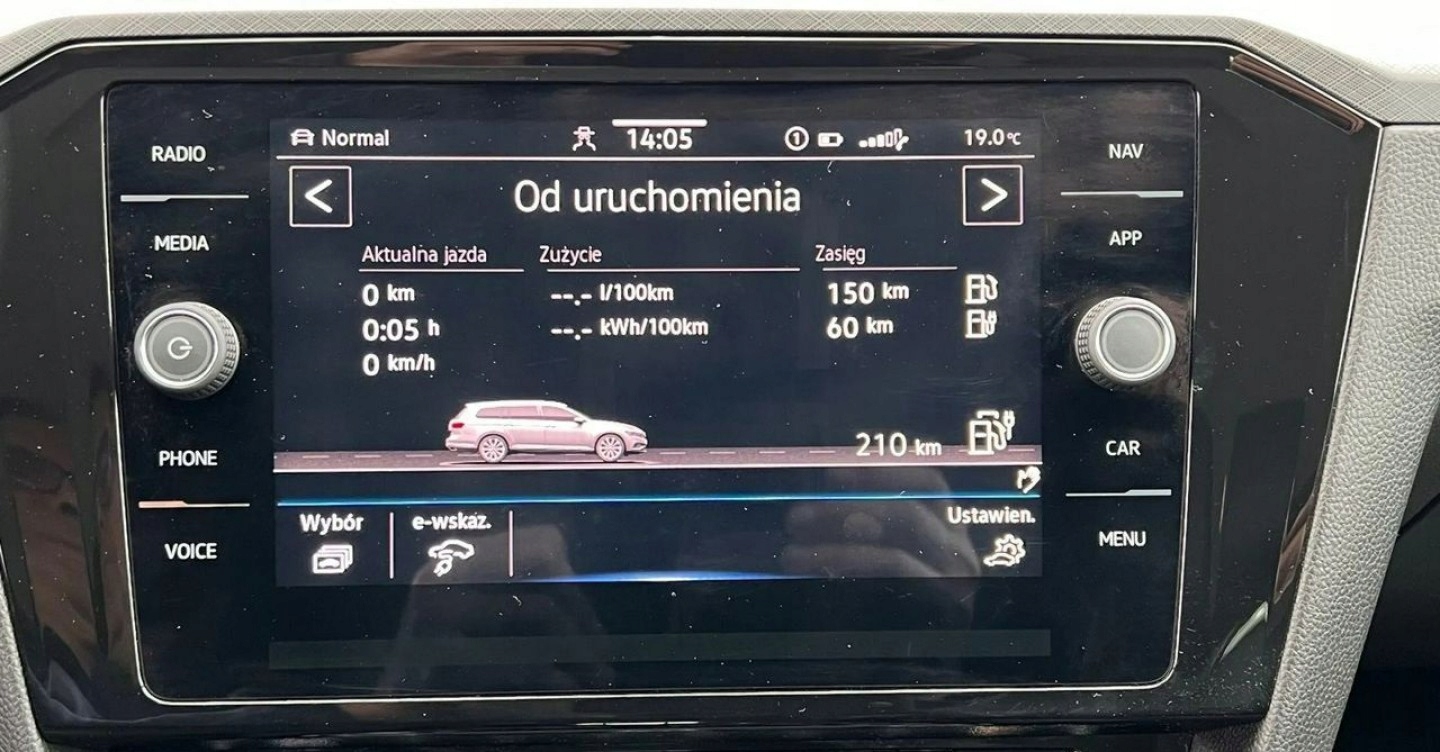 RADIO
MEDIA
PHONE
VOICE
Normal
14:05
1
19.0°C
< Od uruchomienia >
Aktualna jazda Zużycie Zasięg
0 km --.- l/100km 150 km
0:05 h --.- kWh/100km 60 km
0 km/h
210 km
Wybór e-wskaz. Ustawien.
NAV
APP
CAR
MENU